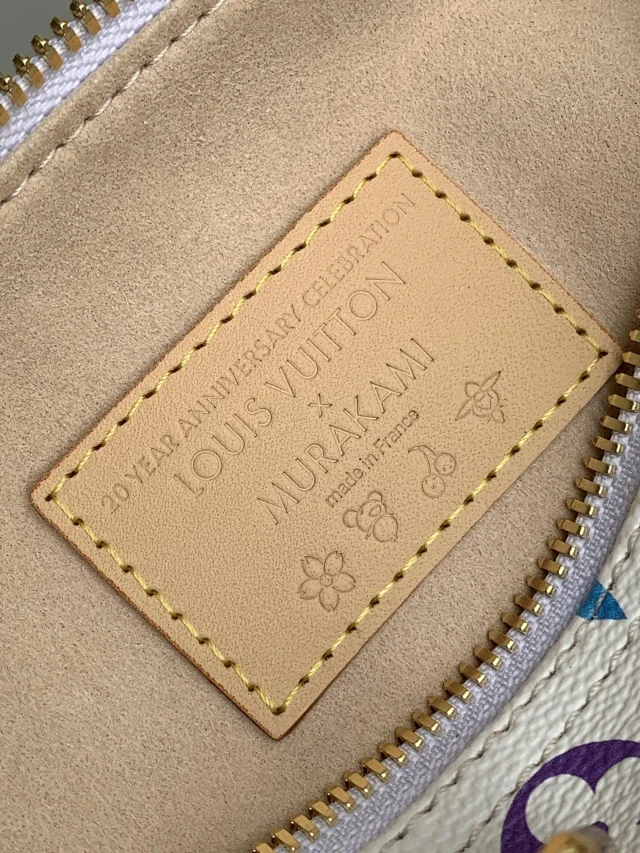 20 YEAR ANNIVERSARY CELEBRATION
LOUIS VUITTON
×
MURAKAMI
made in France